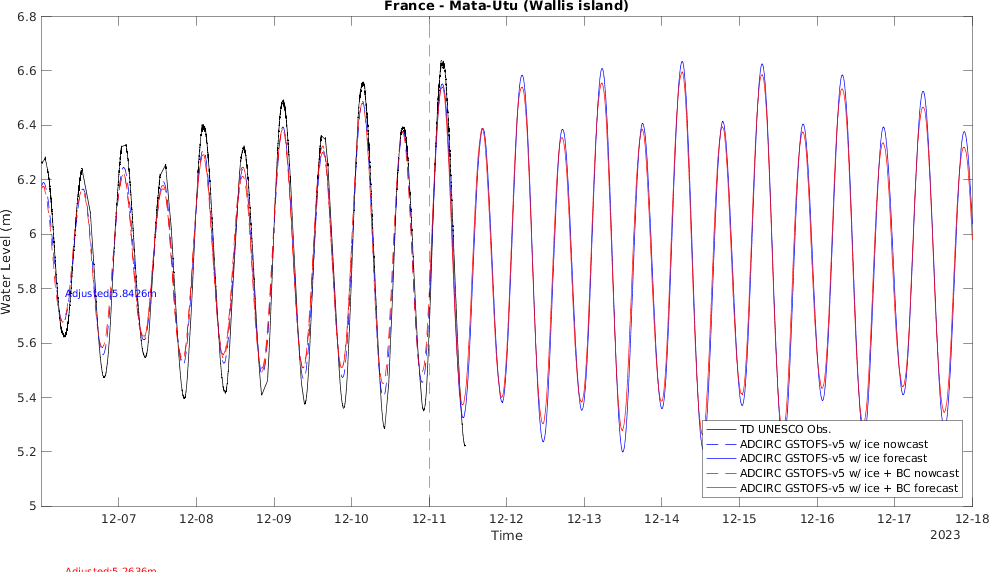 France - Mata-Utu (Wallis island)
6.8
6.6
6.4
6.2
6
5.8
5.6
5.4
5.2
5
Water Level (m)
Adjusted:5.8426m
TD UNESCO Obs.
ADCIRC GSTOFS-v5 w/ ice nowcast
ADCIRC GSTOFS-v5 w/ ice forecast
ADCIRC GSTOFS-v5 w/ ice + BC nowcast
ADCIRC GSTOFS-v5 w/ ice + BC forecast
12-07 12-08 12-09 12-10 12-11 12-12 12-13 12-14 12-15 12-16 12-17 12-18
Time
2023
Adjusted:5.2636m